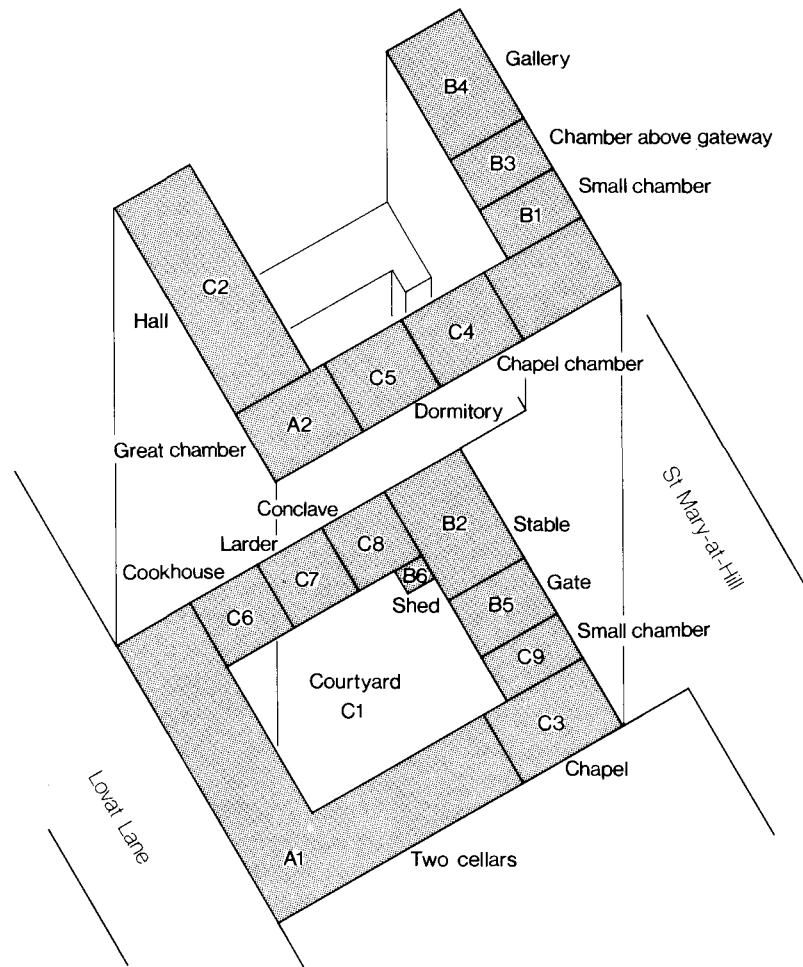 Gallery
B4
Chamber above gateway
B3
Small chamber
B1
C2
Hall
C4
Chapel chamber
C5
Dormitory
A2
Great chamber
St Mary-at-Hill
Conclave
B2
Stable
Larder
C8
Cookhouse
C7
B6
Gate
Shed
B5
C6
Small chamber
C9
Courtyard
C1
C3
Chapel
Lovat Lane
A1
Two cellars